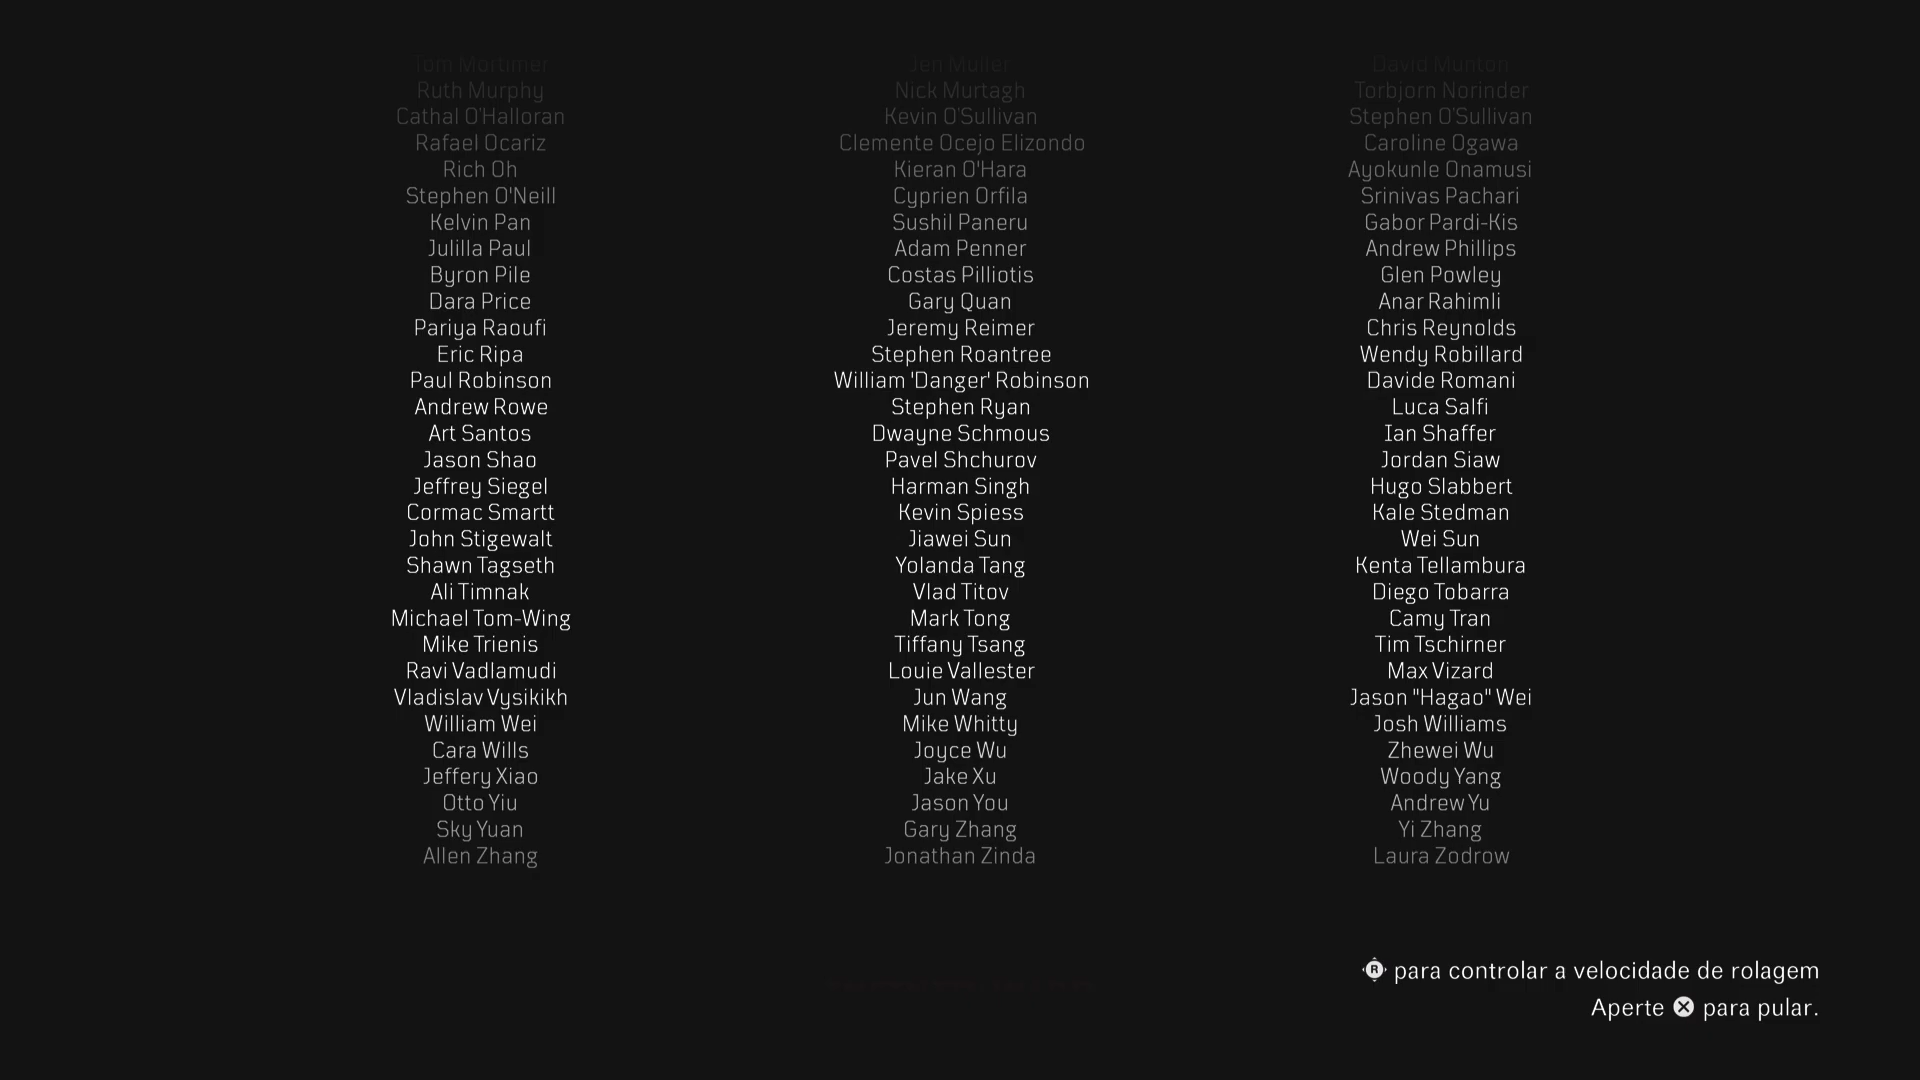 Tom Mortimer Jen Muller David Munton
Ruth Murphy Nick Murtagh Torbjorn Norinder
Cathal O'Halloran Kevin O'Sullivan Stephen O'Sullivan
Rafael Ocariz Clemente Ocejo Elizondo Caroline Ogawa
Rich Oh Kieran O'Hara Ayokunle Onamusi
Stephen O'Neill Cyprien Orfila Srinivas Pachari
Kelvin Pan Sushil Paneru Gabor Pardi-Kis
Julilla Paul Adam Penner Andrew Phillips
Byron Pile Costas Pilliotis Glen Powley
Dara Price Gary Quan Anar Rahimli
Pariya Raoufi Jeremy Reimer Chris Reynolds
Eric Ripa Stephen Roantree Wendy Robillard
Paul Robinson William 'Danger' Robinson Davide Romani
Andrew Rowe Stephen Ryan Luca Salfi
Art Santos Dwayne Schmous Ian Shaffer
Jason Shao Pavel Shchurov Jordan Siaw
Jeffrey Siegel Harman Singh Hugo Slabbert
Cormac Smartt Kevin Spiess Kale Stedman
John Stigewalt Jiawei Sun Wei Sun
Shawn Tagseth Yolanda Tang Kenta Tellambura
Ali Timnak Vlad Titov Diego Tobarra
Michael Tom-Wing Mark Tong Camy Tran
Mike Trienis Tiffany Tsang Tim Tschirner
Ravi Vadlamudi Louie Vallester Max Vizard
Vladislav Vysikikh Jun Wang Jason "Hagao" Wei
William Wei Mike Whitty Josh Williams
Cara Wills Joyce Wu Zhewei Wu
Jeffery Xiao Jake Xu Woody Yang
Otto Yiu Jason You Andrew Yu
Sky Yuan Gary Zhang Yi Zhang
Allen Zhang Jonathan Zinda Laura Zodrow
R para controlar a velocidade de rolagem
Aperte X para pular.